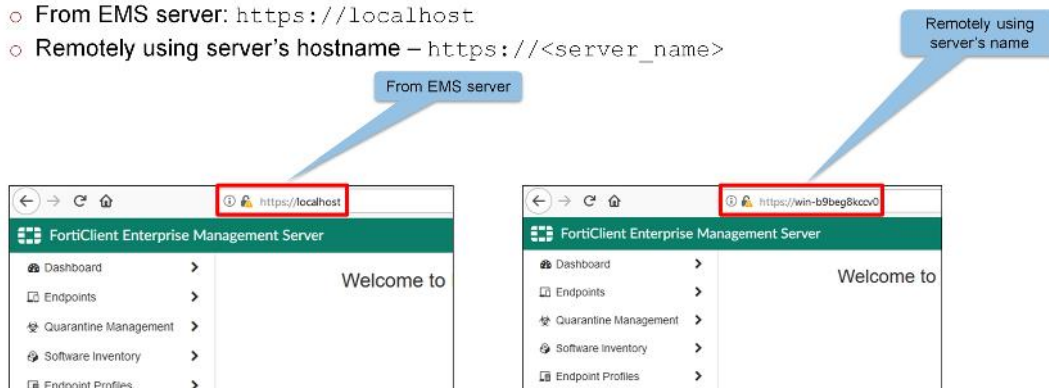 From EMS server: https://localhost
Remotely using server's hostname – https://<server_name>
Remotely using
server's name
From EMS server
https://localhost
FortiClient Enterprise Management Server
Dashboard
Endpoints
Quarantine Management
Software Inventory
Endpoint Profiles
Welcome to
https://win-b9beg8kccv0
FortiClient Enterprise Management Server
Dashboard
Endpoints
Quarantine Management
Software Inventory
Endpoint Profiles
Welcome to